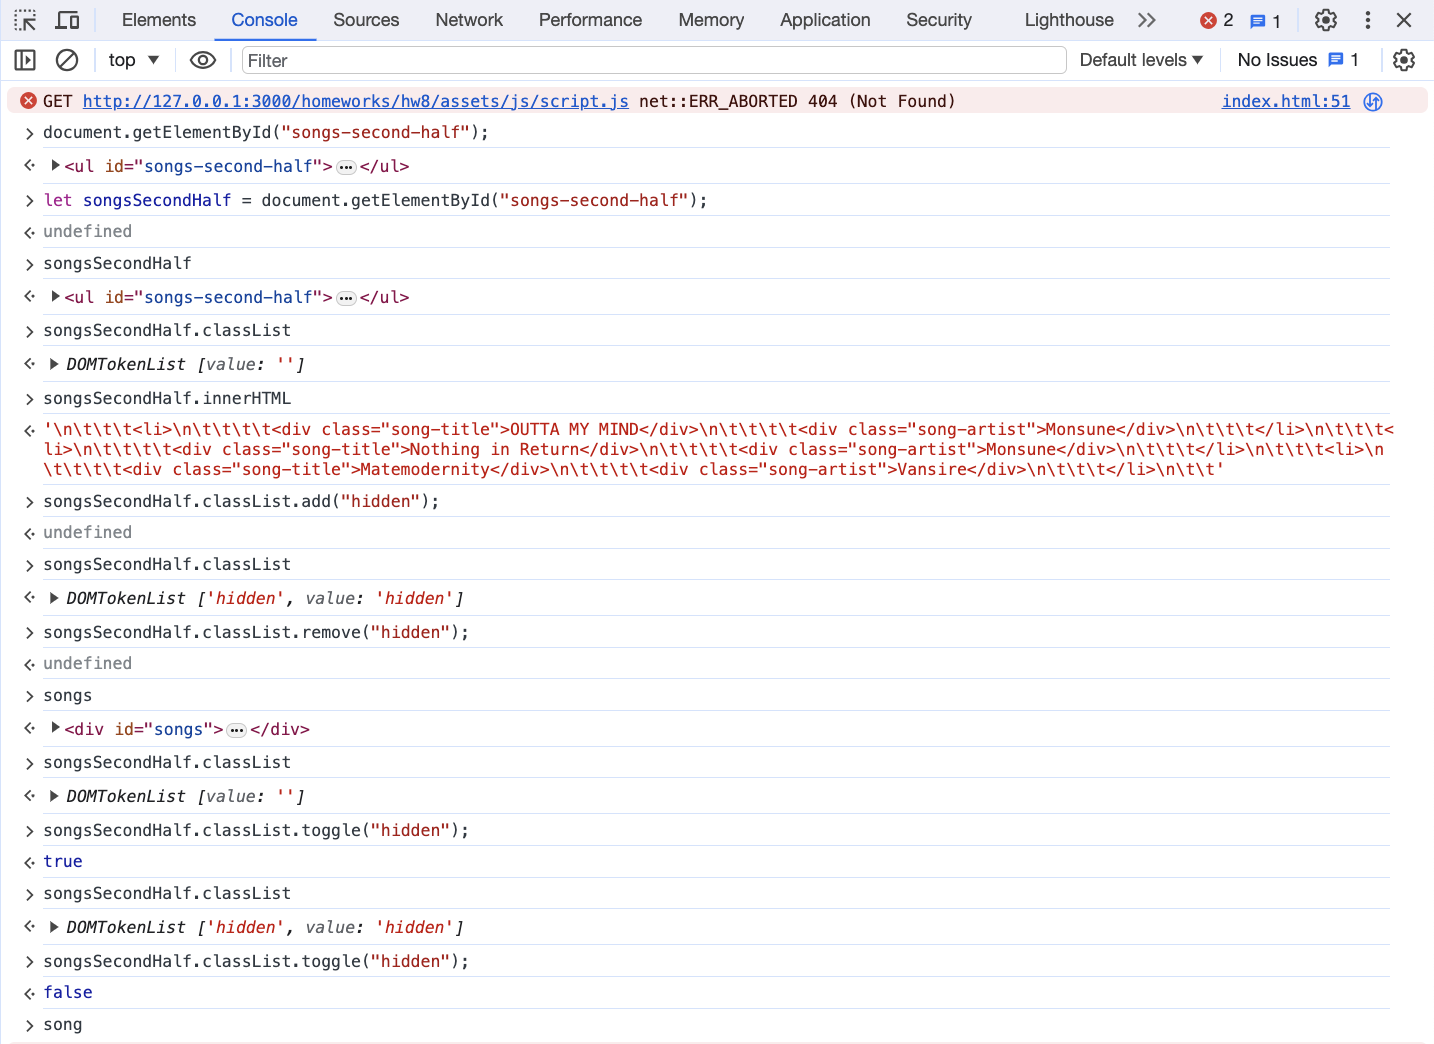 Elements Console Sources Network Performance Memory Application Security Lighthouse 2 1
top Filter Default levels No Issues 1
GET http://127.0.0.1:3000/homeworks/hw8/assets/js/script.js net::ERR_ABORTED 404 (Not Found) index.html:51
document.getElementById("songs-second-half");
<ul id="songs-second-half">…</ul>
let songsSecondHalf = document.getElementById("songs-second-half");
undefined
songsSecondHalf
<ul id="songs-second-half">…</ul>
songsSecondHalf.classList
DOMTokenList [value: '']
songsSecondHalf.innerHTML
'\n\t\t\t<li>\n\t\t\t\t<div class="song-title">OUTTA MY MIND</div>\n\t\t\t\t<div class="song-artist">Monsune</div>\n\t\t\t</li>\n\t\t\t<
li>\n\t\t\t\t<div class="song-title">Nothing in Return</div>\n\t\t\t\t<div class="song-artist">Monsune</div>\n\t\t\t</li>\n\t\t\t<li>\n
\t\t\t\t<div class="song-title">Matemodernity</div>\n\t\t\t\t<div class="song-artist">Vansire</div>\n\t\t\t</li>\n\t\t'
songsSecondHalf.classList.add("hidden");
undefined
songsSecondHalf.classList
DOMTokenList ['hidden', value: 'hidden']
songsSecondHalf.classList.remove("hidden");
undefined
songs
<div id="songs">…</div>
songsSecondHalf.classList
DOMTokenList [value: '']
songsSecondHalf.classList.toggle("hidden");
true
songsSecondHalf.classList
DOMTokenList ['hidden', value: 'hidden']
songsSecondHalf.classList.toggle("hidden");
false
song